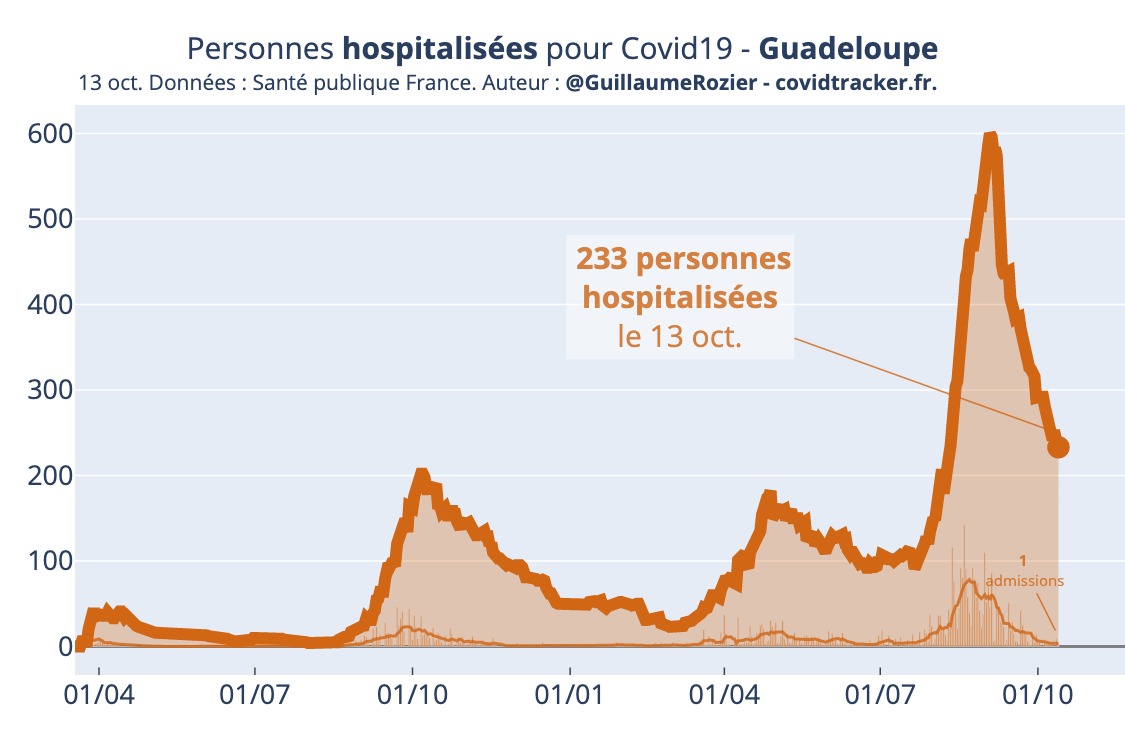 Personnes hospitalisées pour Covid19 - Guadeloupe
13 oct. Données : Santé publique France. Auteur : @GuillaumeRozier - covidtracker.fr.
600
500
400
300
200
100
0
233 personnes
hospitalisées
le 13 oct.
1
admissions
01/04
01/07
01/10
01/01
01/04
01/07
01/10